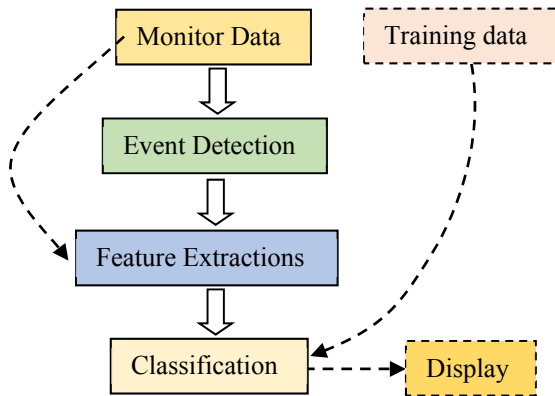 Monitor Data
Training data
Event Detection
Feature Extractions
Classification
Display